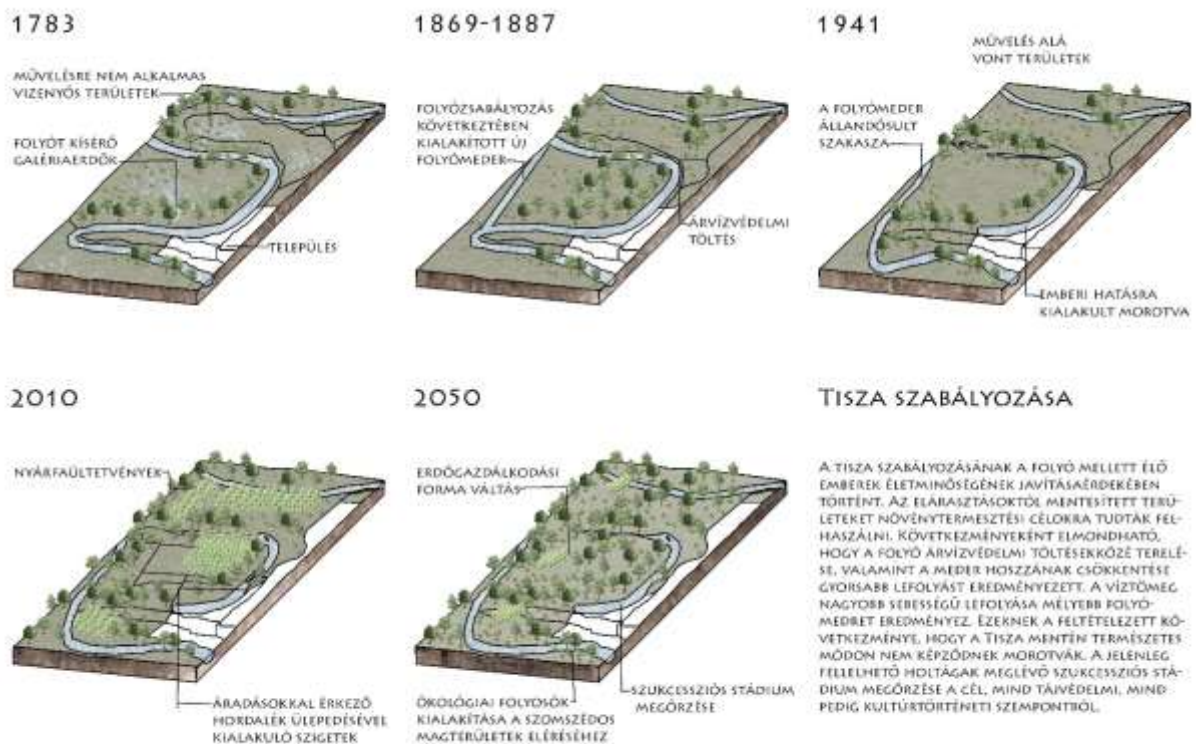 1783
MŰVELÉSRE NEM ALKALMAS
VIZENYŐS TERÜLETEK
FOLYÓT KÍSÉRŐ
GALÉRIAERDŐK
TELEPÜLÉS
1869-1887
FOLYÓZSABÁLYOZÁS
KÖVETKEZTÉBEN
KIALAKÍTOTT ÚJ
FOLYÓMEDER
ÁRVÍZVÉDELMI
TÖLTÉS
1941
MŰVELÉS ALÁ
VONT TERÜLETEK
A FOLYÓMEDER
ÁLLANDÓSULT
SZAKASZA
EMBERI HATÁSRA
KIALAKULT MOROTVA
2010
NYÁRFAÜLTETVÉNYEK
ÁRADÁSOKKAL ÉRKEZŐ
HORDALÉK ÜLEPEDÉSÉVEL
KIALAKULÓ SZIGETEK
2050
ERDŐGAZDÁLKODÁSI
FORMA VÁLTÁS
ÖKOLÓGIAI FOLYOSÓK
KIALAKÍTÁSA A SZOMSZÉDOS
MAGTERÜLETEK ELÉRÉSÉHEZ
SZUKCESSZIÓS STÁDIUM
MEGŐRZÉSE
TISZA SZABÁLYOZÁSA
A TISZA SZABÁLYOZÁSÁNAK A FOLYÓ MELLETT ÉLŐ
EMBEREK ÉLETMINŐSÉGÉNEK JAVÍTÁSAÉRDEKÉBEN
TÖRTÉNT. AZ ELÁRASZTÁSOKTÓL MENTESÍTETT TERÜ-
LETEKET NÖVÉNYTERMESZTÉSI CÉLOKRA TUDTÁK FEL-
HASZÁLNI. KÖVETKEZMÉNYEKÉNT ELMONDHATÓ,
HOGY A FOLYÓ ÁRVÍZVÉDELMI TÖLTÉSEKKÖZÉ TERELÉ-
SE, VALAMINT A MEDER HOSSZÁNAK CSÖKKENTÉSE
GYORSABB LEFOLYÁST EREDMÉNYEZETT. A VÍZTÖMEG
NAGYOBB SEBESSÉGŰ LEFOLYÁSA MÉLYEBB FOLYÓ-
MEDRET EREDMÉNYEZ. EZEKNEK A FELTÉTELEZETT KÖ-
VETKEZMÉNYE, HOGY A TISZA MENTÉN TERMÉSZETES
MÓDON NEM KÉPZŐDNEK MOROTVÁK. A JELENLEG
FELLELHETŐ HOLTÁGAK MEGLÉVŐ SZUKCESSZIÓS STÁ-
DIUM MEGŐRZÉSE A CÉL, MIND TÁJVÉDELMI, MIND
PEDIG KULTÚRTÖRTÉNETI SZEMPONTBÓL.